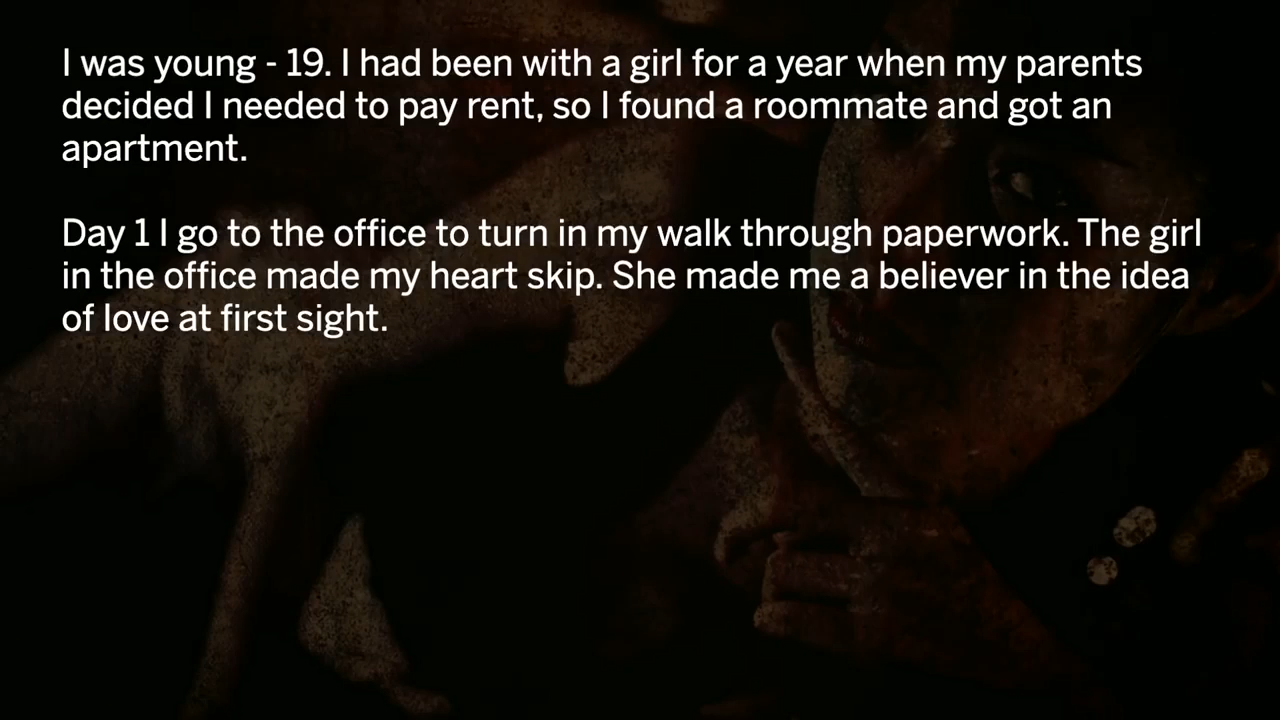 I was young - 19. I had been with a girl for a year when my parents
decided I needed to pay rent, so I found a roommate and got an
apartment.
Day 1 I go to the office to turn in my walk through paperwork. The girl
in the office made my heart skip. She made me a believer in the idea
of love at first sight.